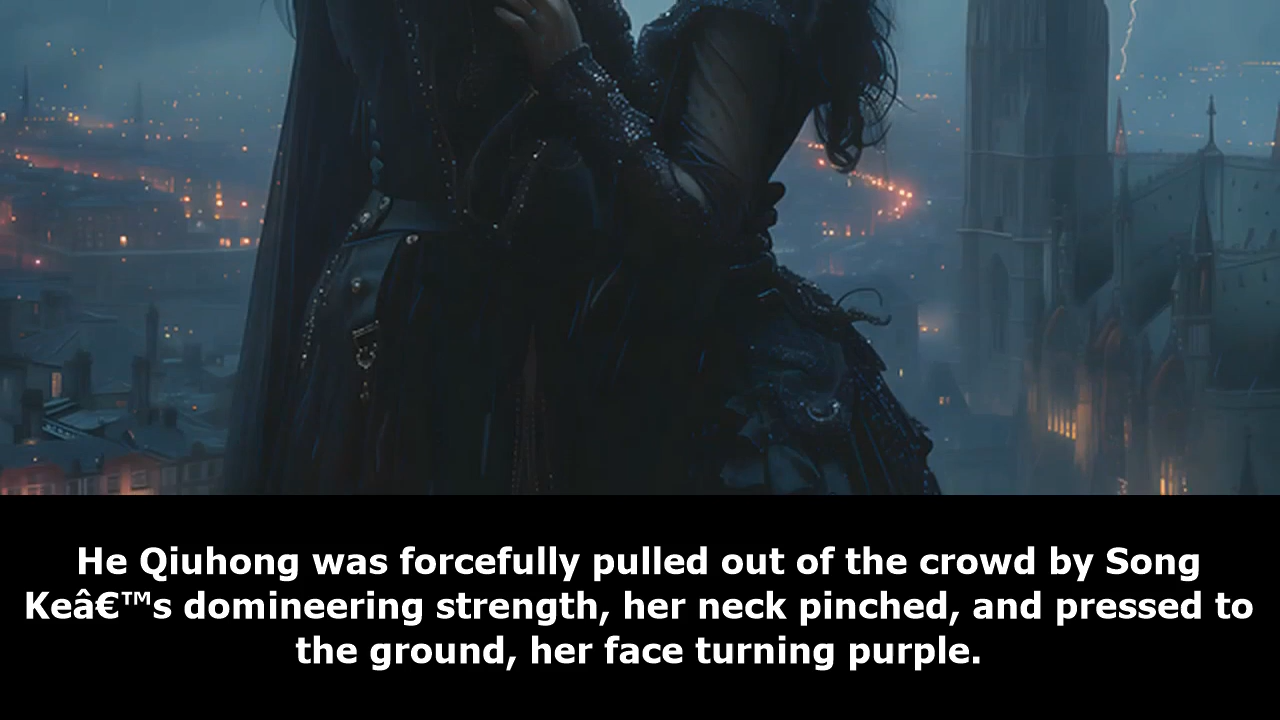 He Qiuhong was forcefully pulled out of the crowd by Song
Keâ€™s domineering strength, her neck pinched, and pressed to
the ground, her face turning purple.